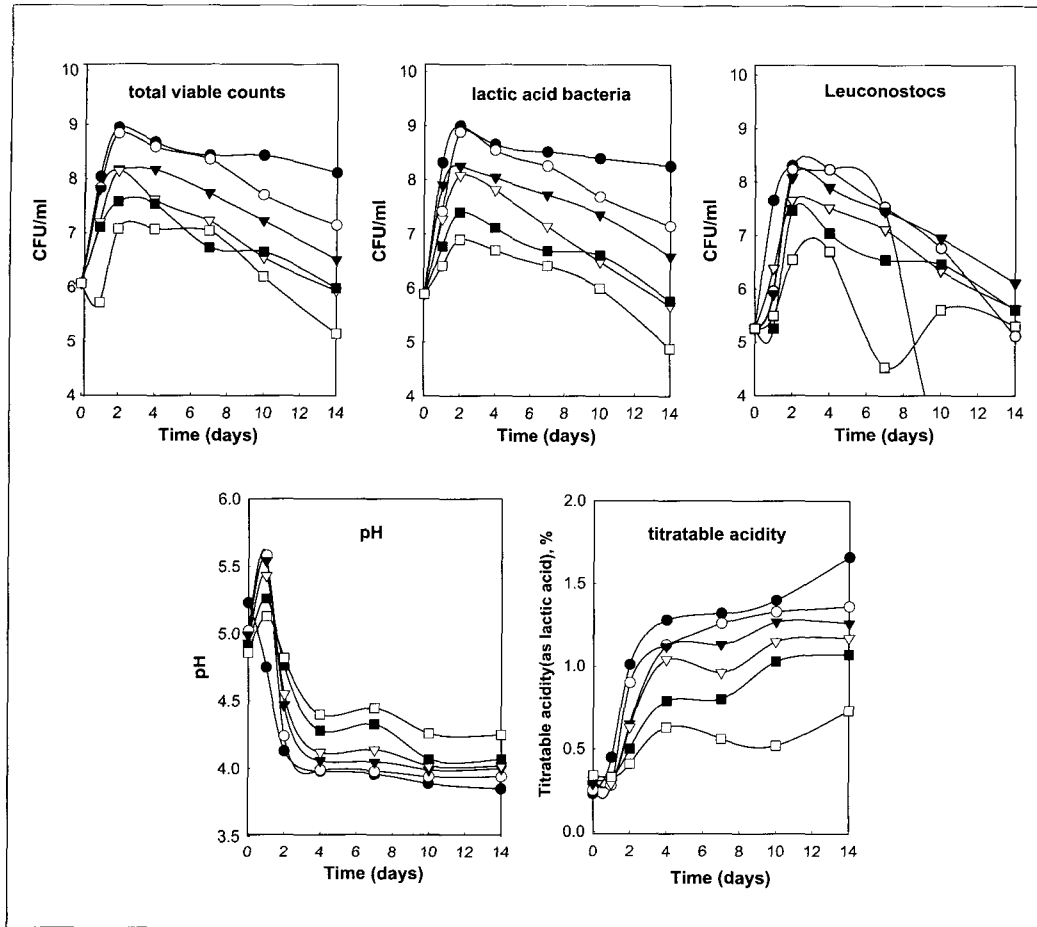 total viable counts
CFU/ml
10
9
8
7
6
5
4
0 2 4 6 8 10 12 14
Time (days)
lactic acid bacteria
CFU/ml
10
9
8
7
6
5
4
0 2 4 6 8 10 12 14
Time (days)
Leuconostocs
CFU/ml
10
9
8
7
6
5
4
0 2 4 6 8 10 12 14
Time (days)
pH
pH
6.0
5.5
5.0
4.5
4.0
3.5
0 2 4 6 8 10 12 14
Time (days)
titratable acidity
Titratable acidity(as lactic acid), %
2.0
1.5
1.0
0.5
0.0
0 2 4 6 8 10 12 14
Time (days)